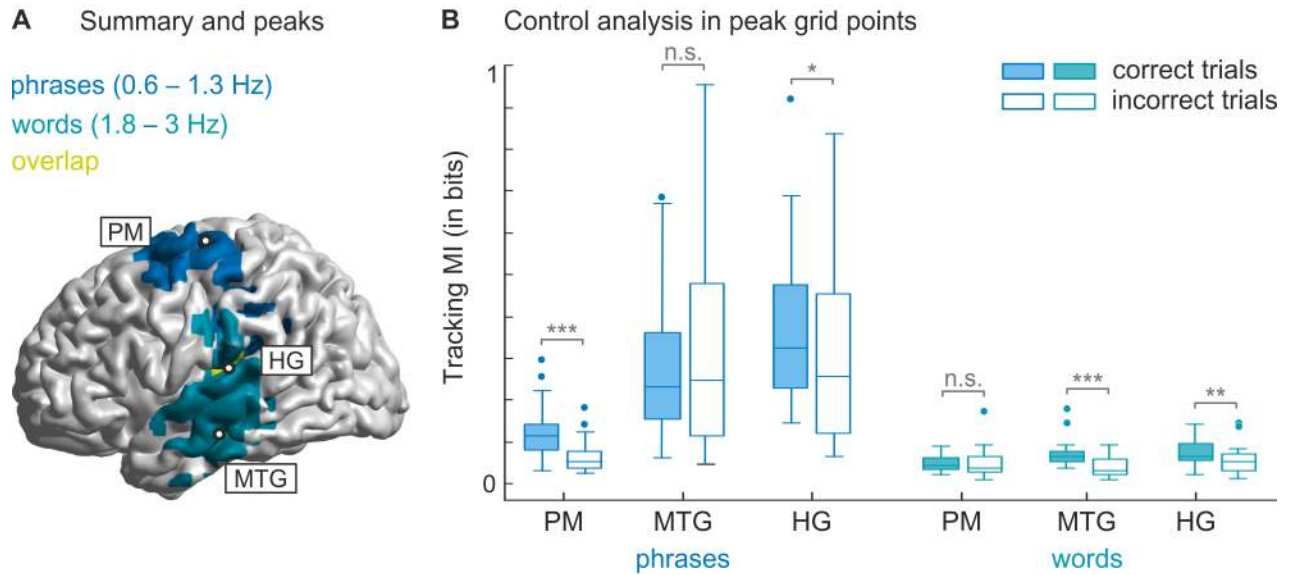 A Summary and peaks
phrases (0.6 – 1.3 Hz)
words (1.8 – 3 Hz)
overlap
PM
HG
MTG
B Control analysis in peak grid points
correct trials
incorrect trials
Tracking MI (in bits)
1
0
***
n.s.
*
n.s.
***
**
PM MTG HG PM MTG HG
phrases words